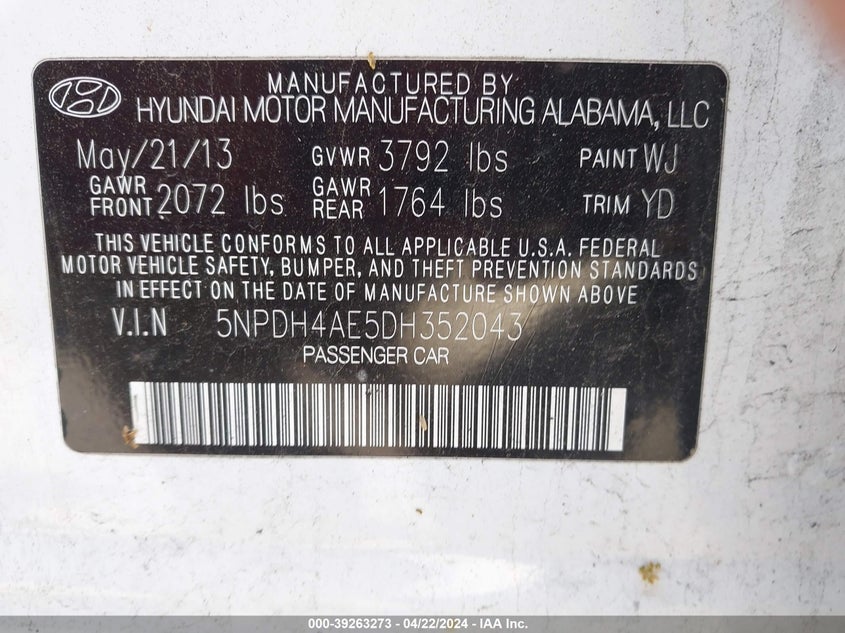 MANUFACTURED BY
HYUNDAI MOTOR MANUFACTURING ALABAMA, LLC
May/21/13 GVWR 3792 lbs PAINT WJ
GAWR FRONT 2072 lbs GAWR REAR 1764 lbs TRIM YD
THIS VEHICLE CONFORMS TO ALL APPLICABLE U.S.A. FEDERAL
MOTOR VEHICLE SAFETY, BUMPER, AND THEFT PREVENTION STANDARDS
IN EFFECT ON THE DATE OF MANUFACTURE SHOWN ABOVE
V.I.N 5NPDH4AE5DH352043
PASSENGER CAR
000-39263273 - 04/22/2024 - IAA Inc.